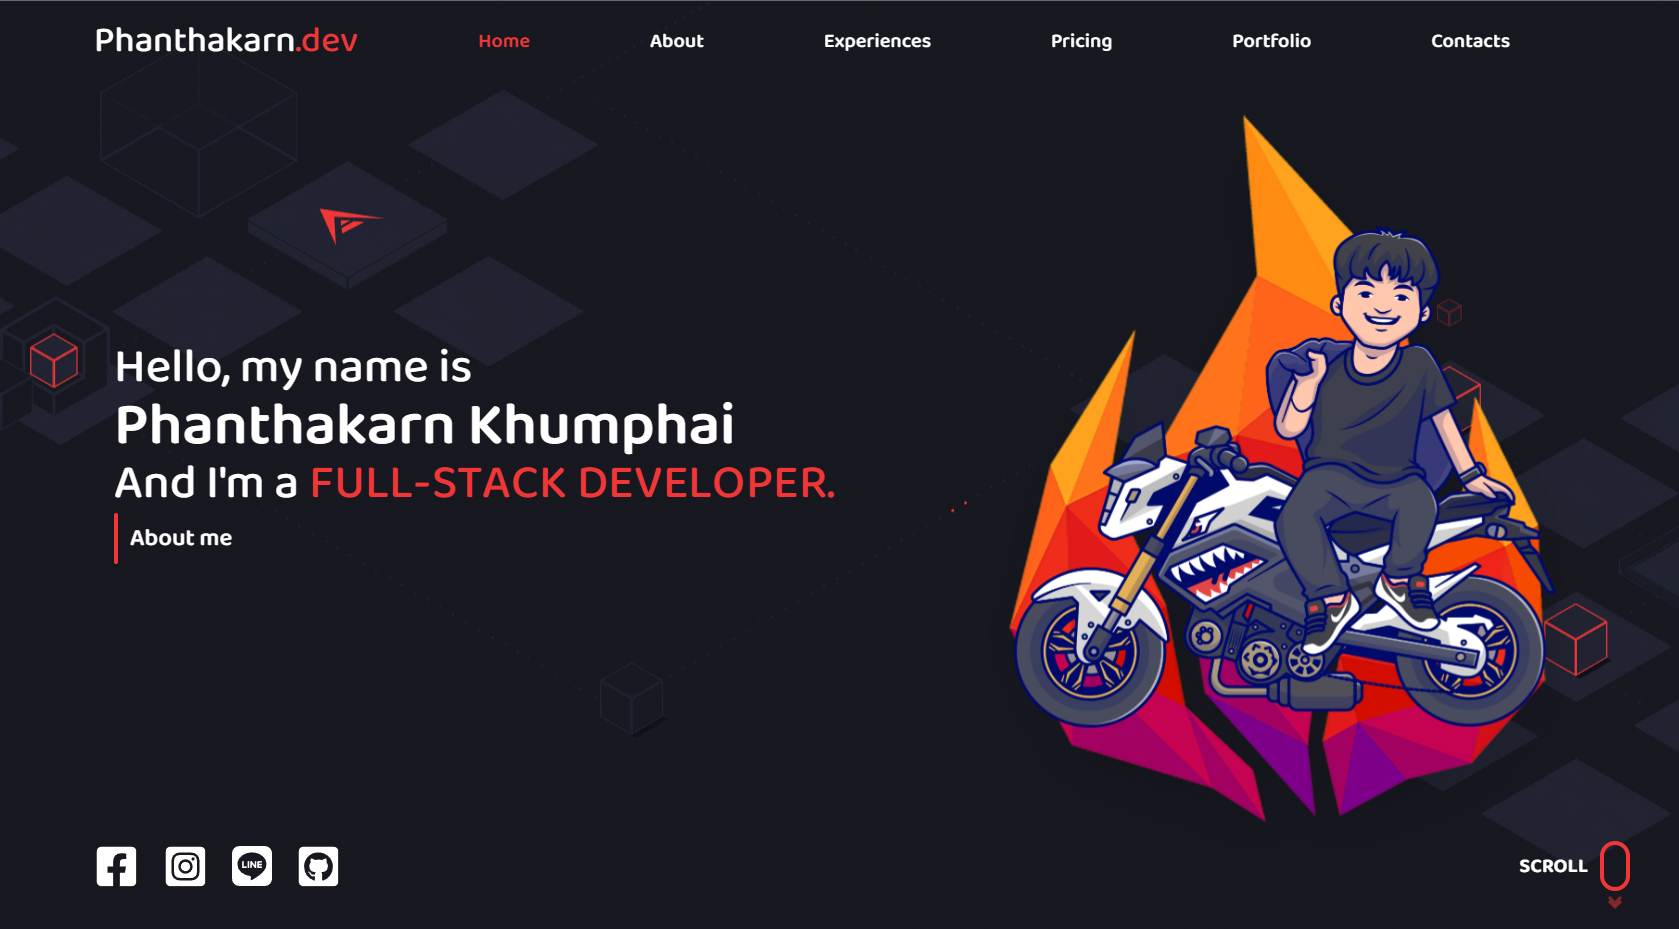 Phanthakarn.dev
Home
About
Experiences
Pricing
Portfolio
Contacts
Hello, my name is
Phanthakarn Khumphai
And I'm a FULL-STACK DEVELOPER.
About me
LINE
SCROLL